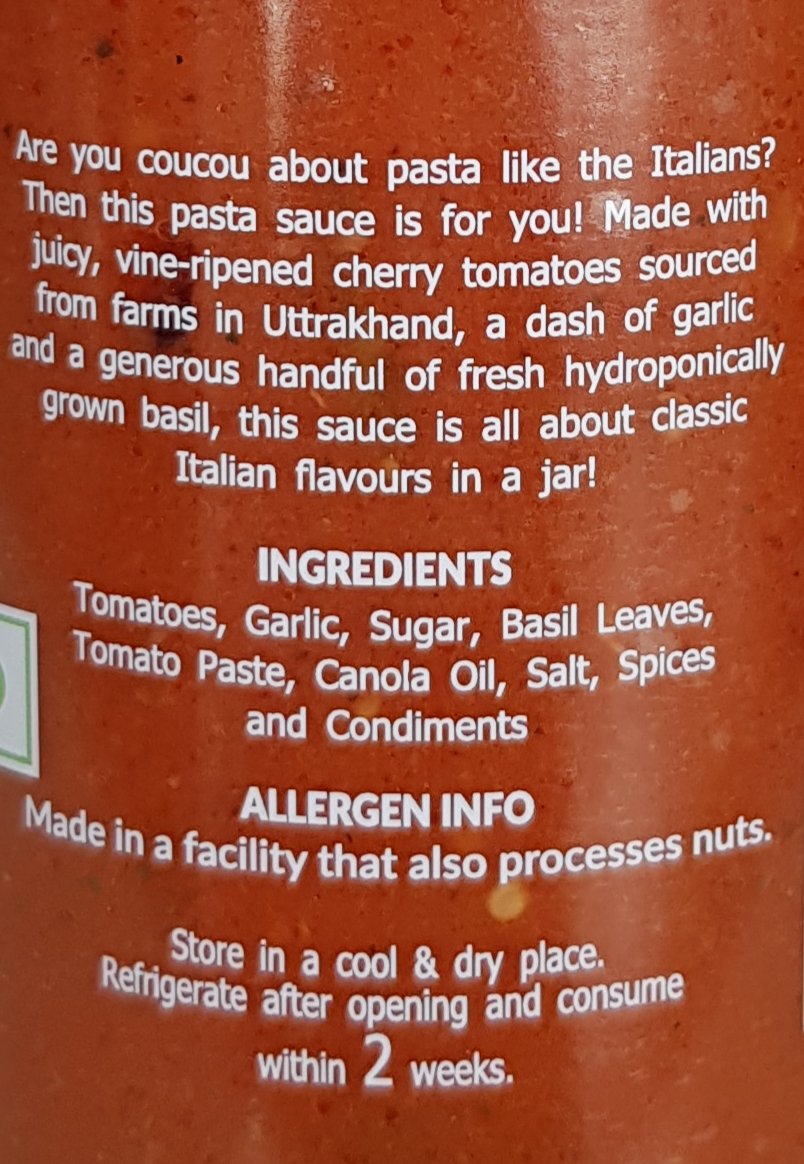 Are you coucou about pasta like the Italians?
Then this pasta sauce is for you! Made with
juicy, vine-ripened cherry tomatoes sourced
from farms in Uttrakhand, a dash of garlic
and a generous handful of fresh hydroponically
grown basil, this sauce is all about classic
Italian flavours in a jar!
INGREDIENTS
Tomatoes, Garlic, Sugar, Basil Leaves,
Tomato Paste, Canola Oil, Salt, Spices
and Condiments
ALLERGEN INFO
Made in a facility that also processes nuts.
Store in a cool & dry place.
Refrigerate after opening and consume
within 2 weeks.